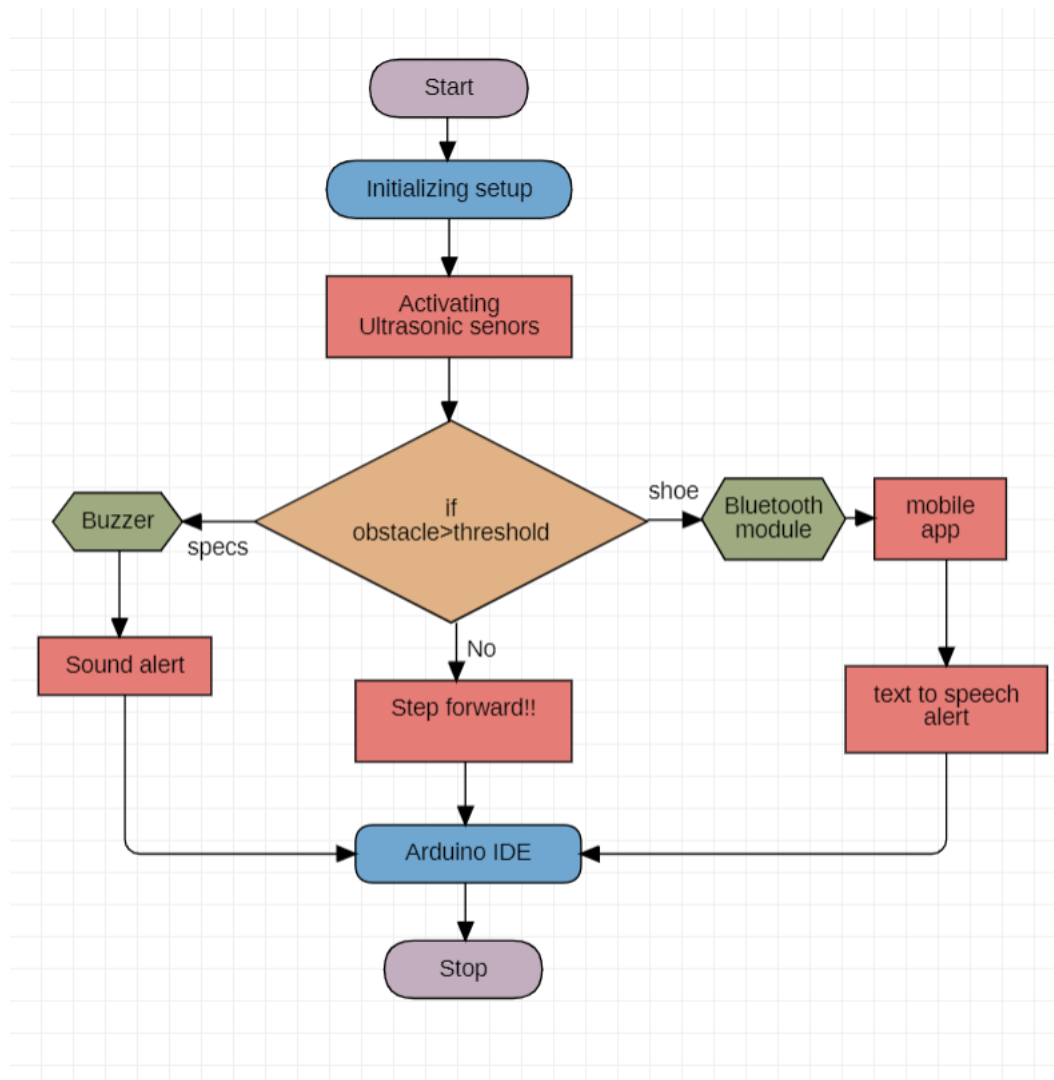 Start
Initializing setup
Activating
Ultrasonic senors
if
obstacle>threshold
specs
Buzzer
Sound alert
shoe
Bluetooth
module
mobile
app
text to speech
alert
No
Step forward!!
Arduino IDE
Stop